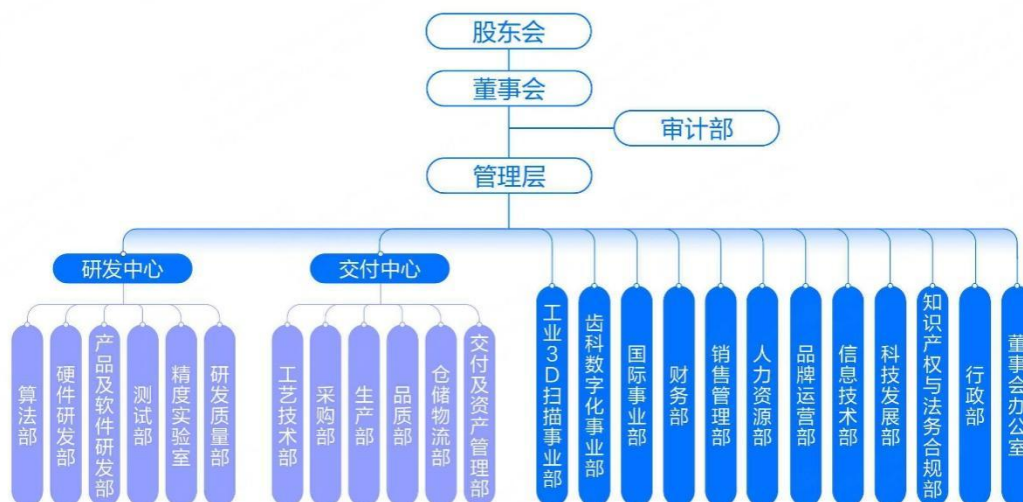 股东会
董事会
审计部
管理层
研发中心
交付中心
算法部
硬件研发部
产品及软件研发部
测试部
精度实验室
研发质量部
工艺技术部
采购部
生产部
品质部
仓储物流部
交付及资产管理部
工业3D扫描事业部
齿科数字化事业部
国际事业部
财务部
销售管理部
人力资源部
品牌运营部
信息技术部
科技发展部
知识产权与法务合规部
行政部
董事会办公室